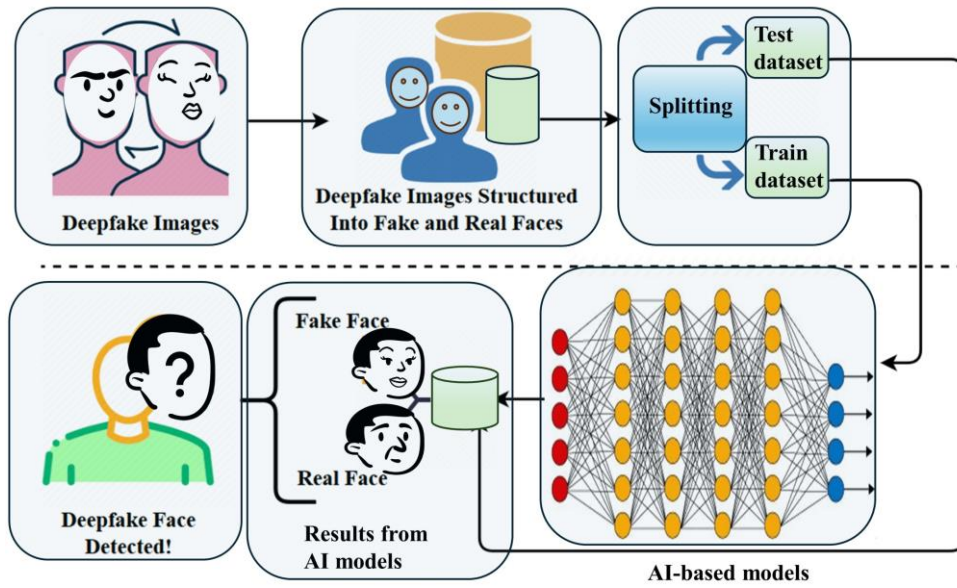 Deepfake Images
Deepfake Images Structured
Into Fake and Real Faces
Splitting
Test
dataset
Train
dataset
Deepfake Face
Detected!
?
Fake Face
Real Face
Results from
AI models
AI-based models